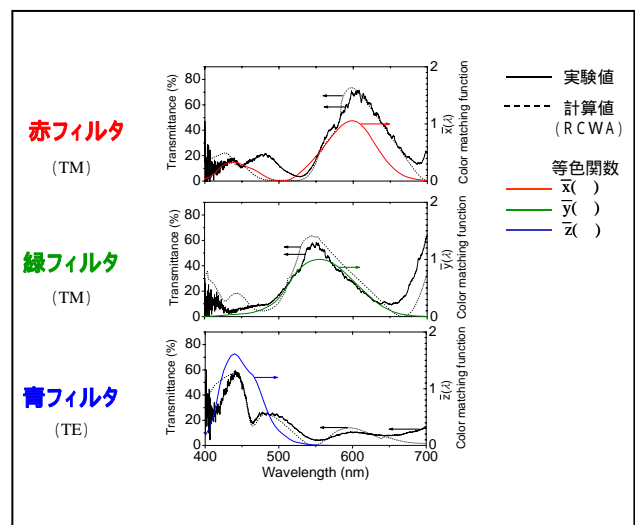 赤フィルタ
(TM)
緑フィルタ
(TM)
青フィルタ
(TE)
Transmittance (%)
80
60
40
20
0
2
1
0
x̅(λ)
Color matching function
Transmittance (%)
80
60
40
20
0
2
1
0
y̅(λ)
Color matching function
Transmittance (%)
80
60
40
20
0
2
1
0
z̅(λ)
Color matching function
400
500
600
700
Wavelength (nm)
実験値
計算値
(RCWA)
等色関数
x̅( )
y̅( )
z̅( )